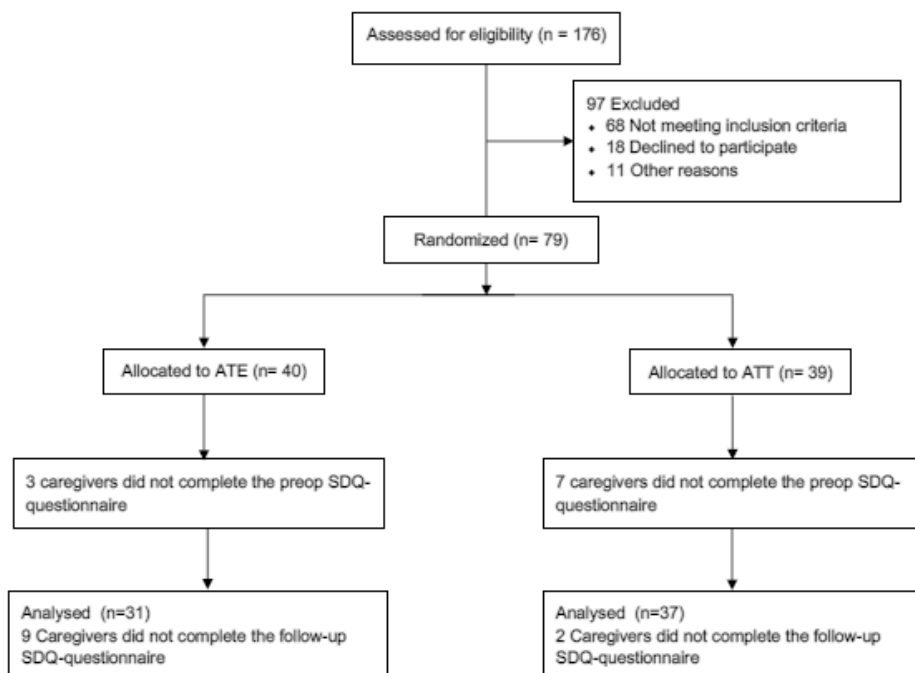 Assessed for eligibility (n = 176)
97 Excluded
⬥ 68 Not meeting inclusion criteria
⬥ 18 Declined to participate
⬥ 11 Other reasons
Randomized (n= 79)
Allocated to ATE (n= 40)
Allocated to ATT (n= 39)
3 caregivers did not complete the preop SDQ-
questionnaire
7 caregivers did not complete the preop SDQ-
questionnaire
Analysed (n=31)
9 Caregivers did not complete the follow-up
SDQ-questionnaire
Analysed (n=37)
2 Caregivers did not complete the follow-up
SDQ-questionnaire